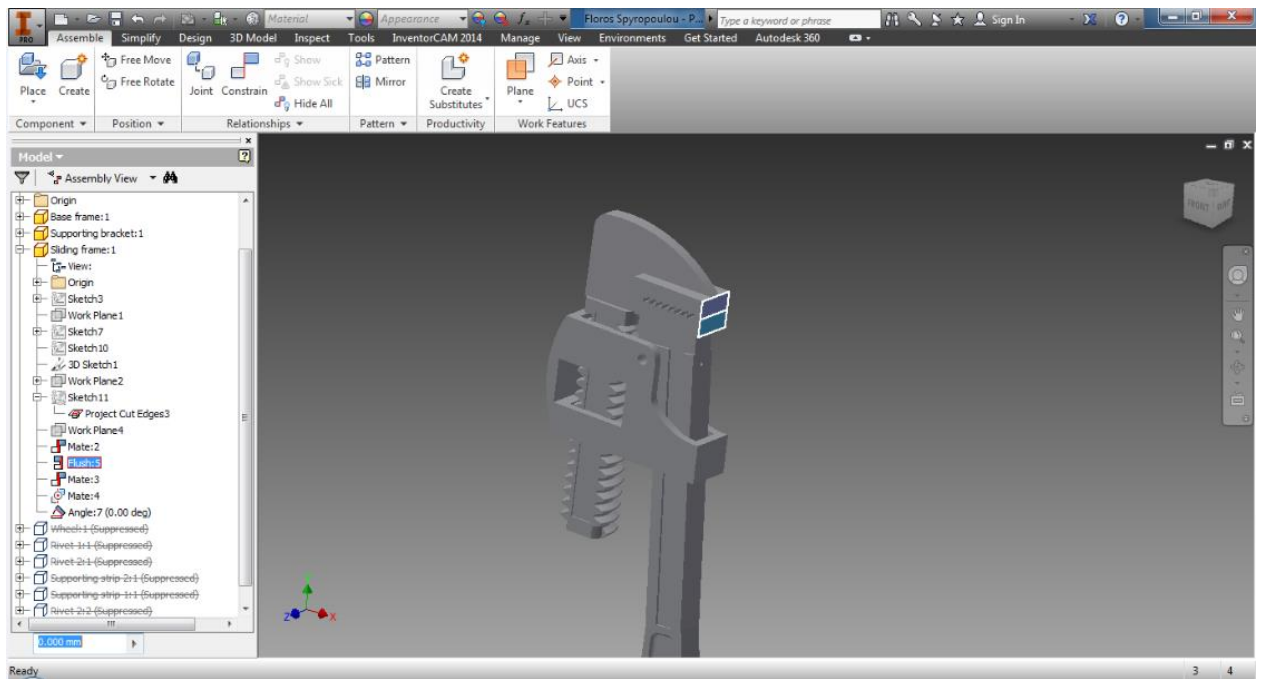 PRO
Material
Appearance
Floros Spyropoulou - P...
Type a keyword or phrase
Sign In
Assemble Simplify Design 3D Model Inspect Tools InventorCAM 2014 Manage View Environments Get Started Autodesk 360
Free Move
Show
Pattern
Axis
Free Rotate
Show Sick
Mirror
Point
Place Create
Joint Constrain
Hide All
Create
Substitutes
Plane
UCS
Component Position Relationships Pattern Productivity Work Features
Model
Assembly View
Origin
Base frame:1
Supporting bracket:1
Sliding frame:1
View:
Origin
Sketch3
Work Plane1
Sketch7
Sketch10
3D Sketch1
Work Plane2
Sketch11
Project Cut Edges3
Work Plane4
Mate:2
Flush:5
Mate:3
Mate:4
Angle:7 (0.00 deg)
Wheel:1 (Suppressed)
Rivet 1:1 (Suppressed)
Rivet 2:1 (Suppressed)
Supporting strip 2:1 (Suppressed)
Supporting strip 1:1 (Suppressed)
Rivet 2:2 (Suppressed)
0.000 mm
FRONT
Z
X
Ready
3 4